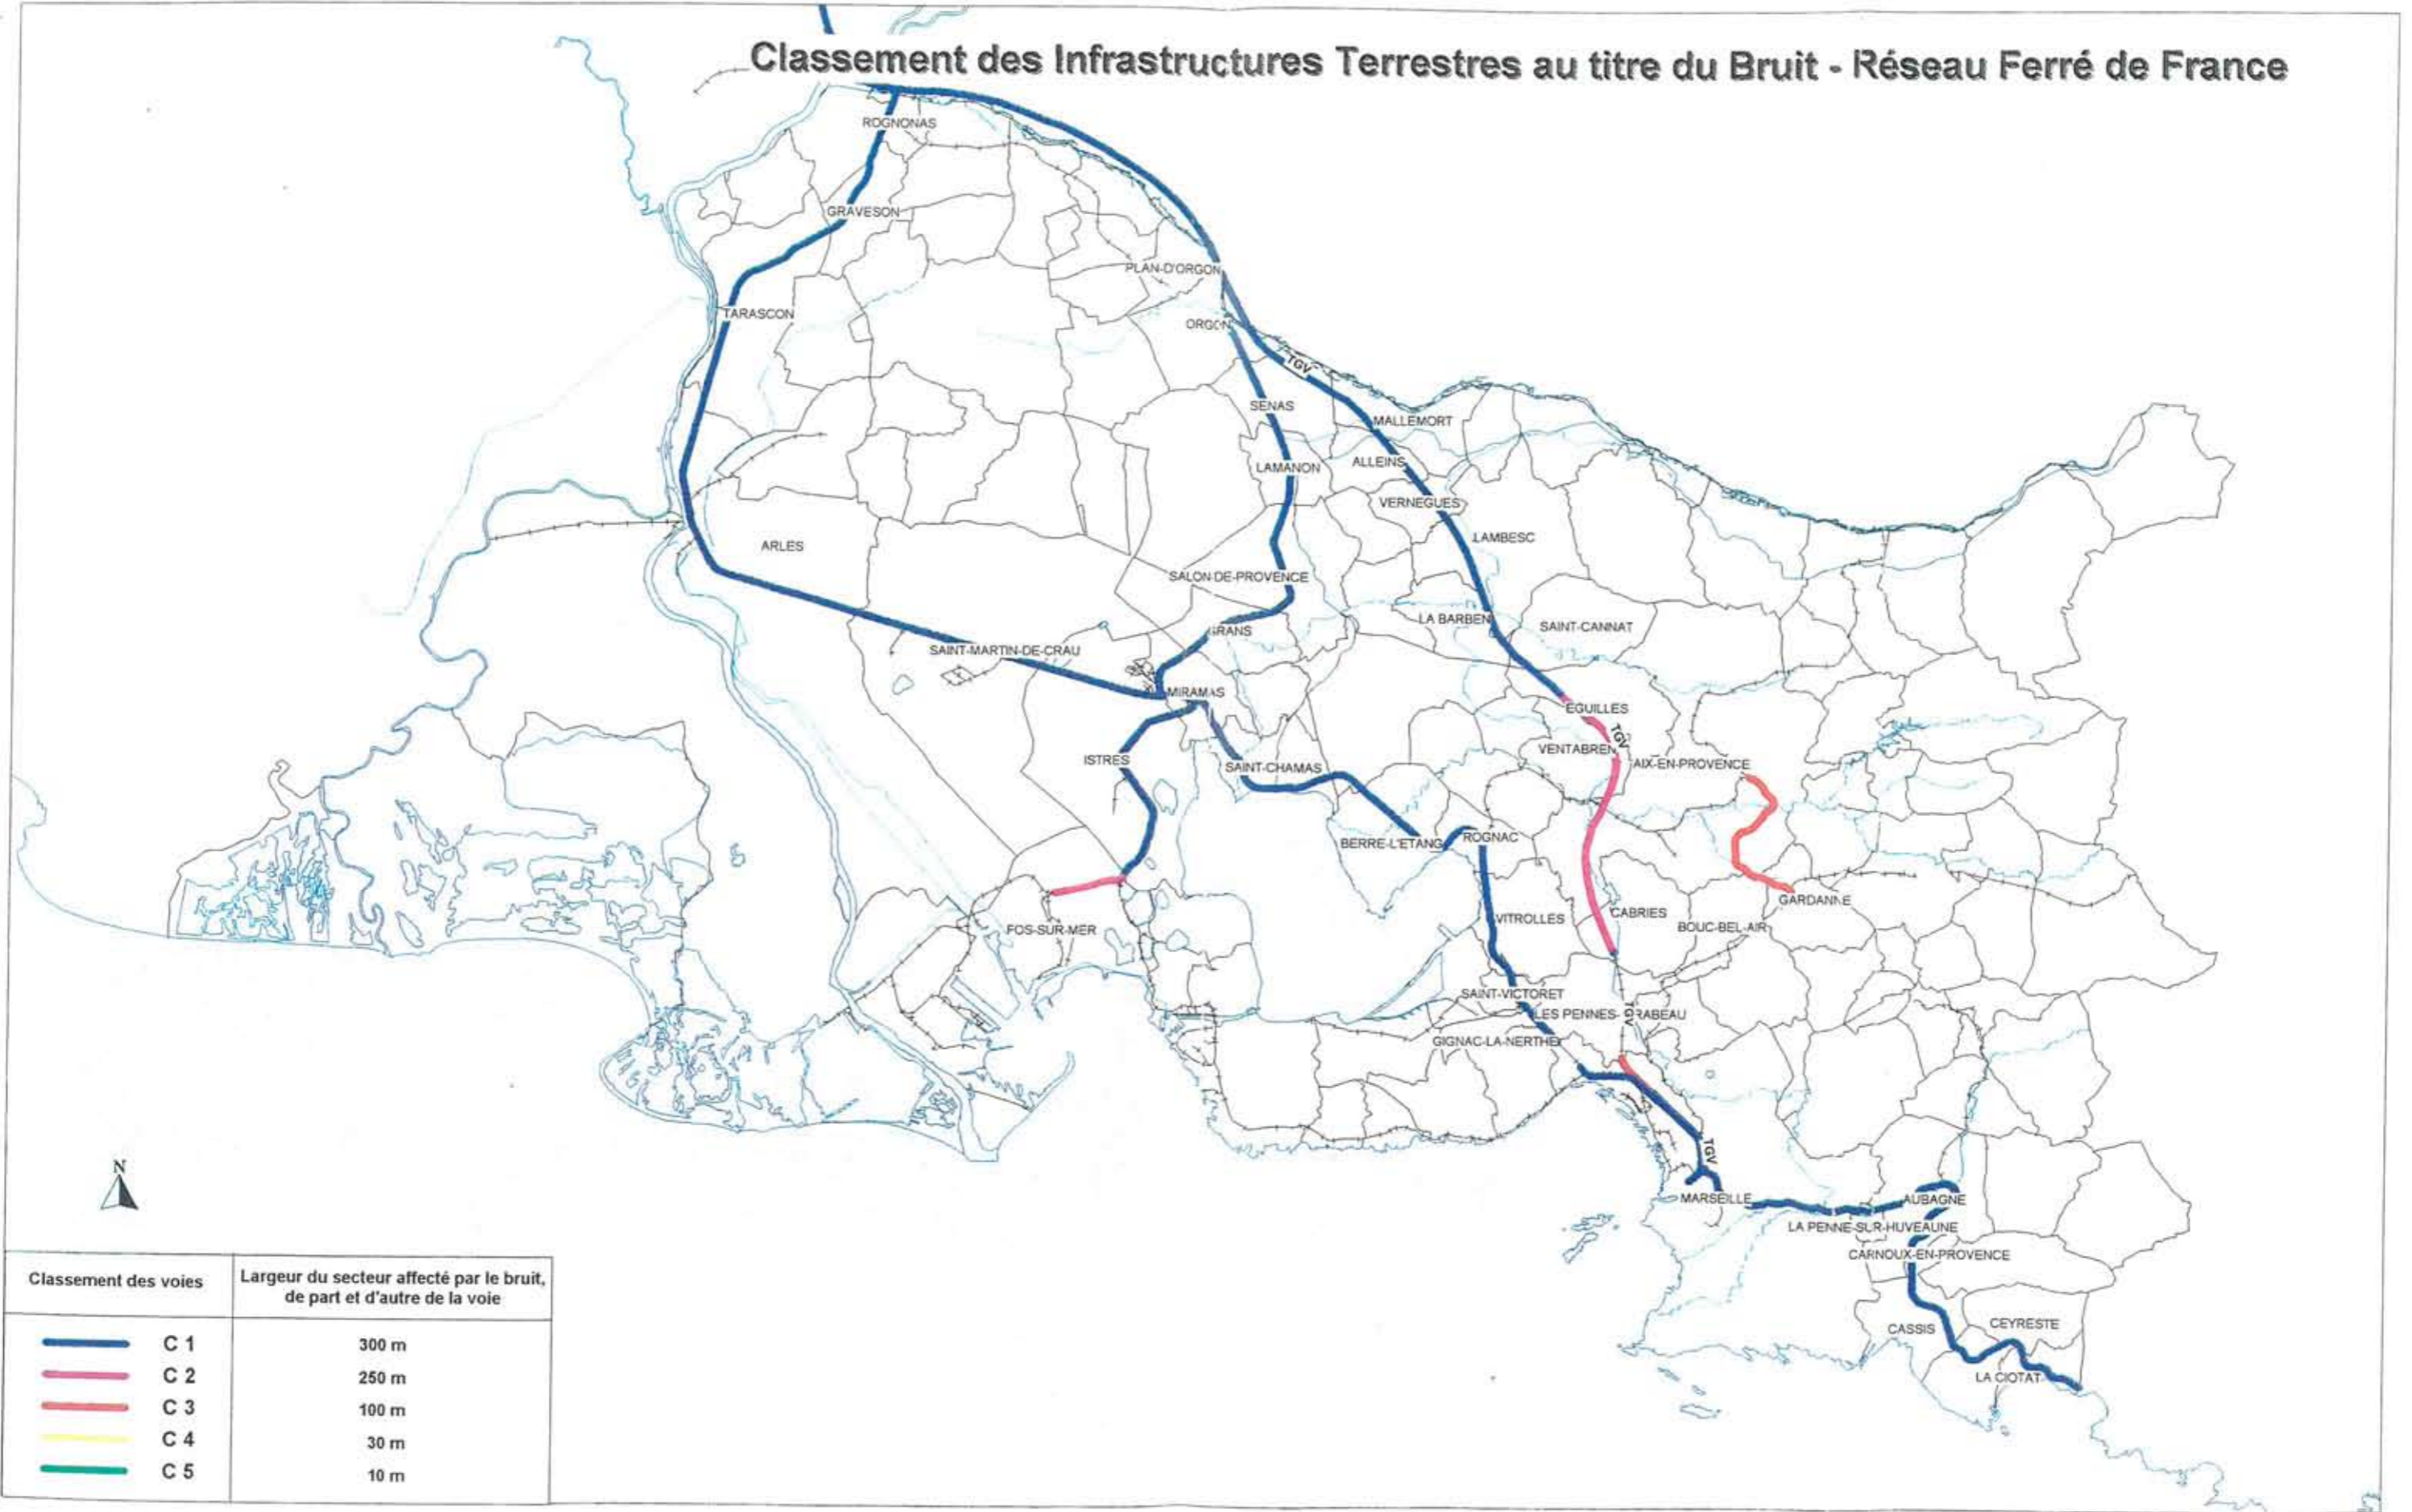 Classement des Infrastructures Terrestres au titre du Bruit - Réseau Ferré de France
ROGNONAS
GRAVESON
PLAN-D'ORGON
TARASCON
ORGON
TGV
SENAS
MALLEMORT
LAMANON
ALLEINS
VERNEGUES
LAMBESC
ARLES
SALON-DE-PROVENCE
LA BARBEN
SAINT-CANNAT
GRANS
SAINT-MARTIN-DE-CRAU
MIRAMAS
EGUILLES
TGV
VENTABREN
ISTRES
SAINT-CHAMAS
AIX-EN-PROVENCE
BERRE-L'ETANG
ROGNAC
GARDANNE
VITROLLES
CABRIES
BOUC-BEL-AIR
FOS-SUR-MER
SAINT-VICTORET
LES PENNES- RABEAU
TGV
GIGNAC-LA-NERTHE
TGV
N
MARSEILLE
AUBAGNE
LA PENNE-SUR-HUVEAUNE
CARNOUX-EN-PROVENCE
CASSIS
CEYRESTE
LA CIOTAT
Classement des voies
Largeur du secteur affecté par le bruit,
de part et d'autre de la voie
C 1 300 m
C 2 250 m
C 3 100 m
C 4 30 m
C 5 10 m